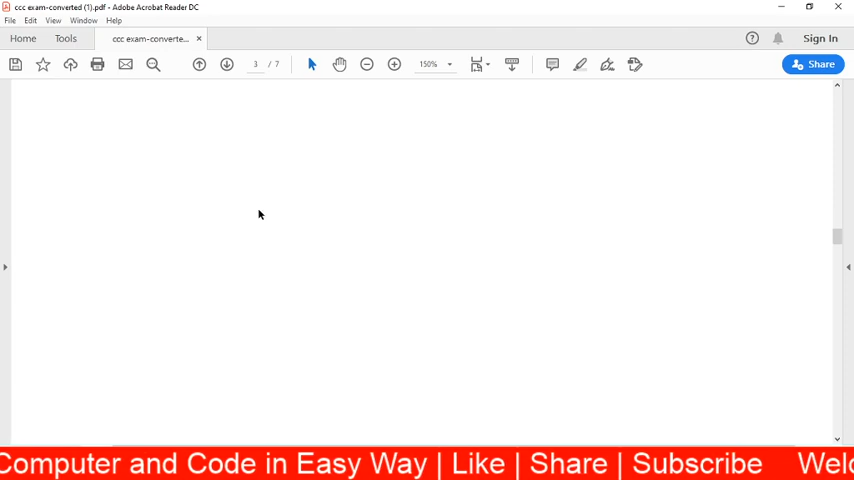 ccc exam-converted (1).pdf - Adobe Acrobat Reader DC
File Edit View Window Help
Home Tools ccc exam-converte... × Sign In
3 / 7 150% Share
Computer and Code in Easy Way | Like | Share | Subscribe Welc